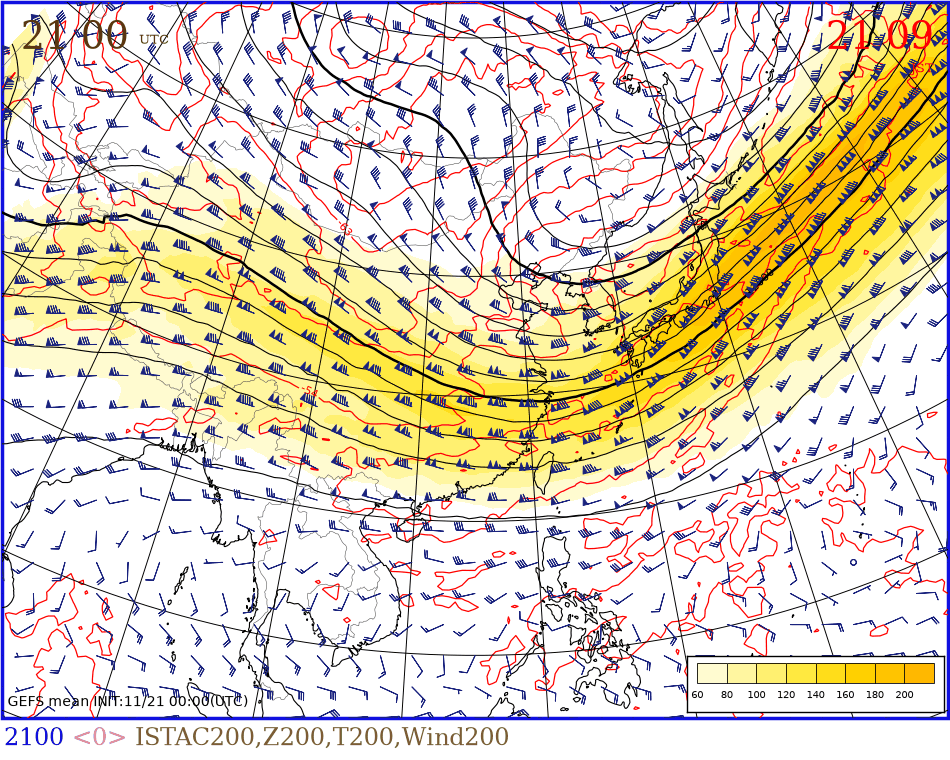 21 00 UTC 21 09
JST
60 80 100 120 140 160 180 200
GEFS mean INIT:11/21 00:00(UTC)
2100 <0> ISTAC200,Z200,T200,Wind200